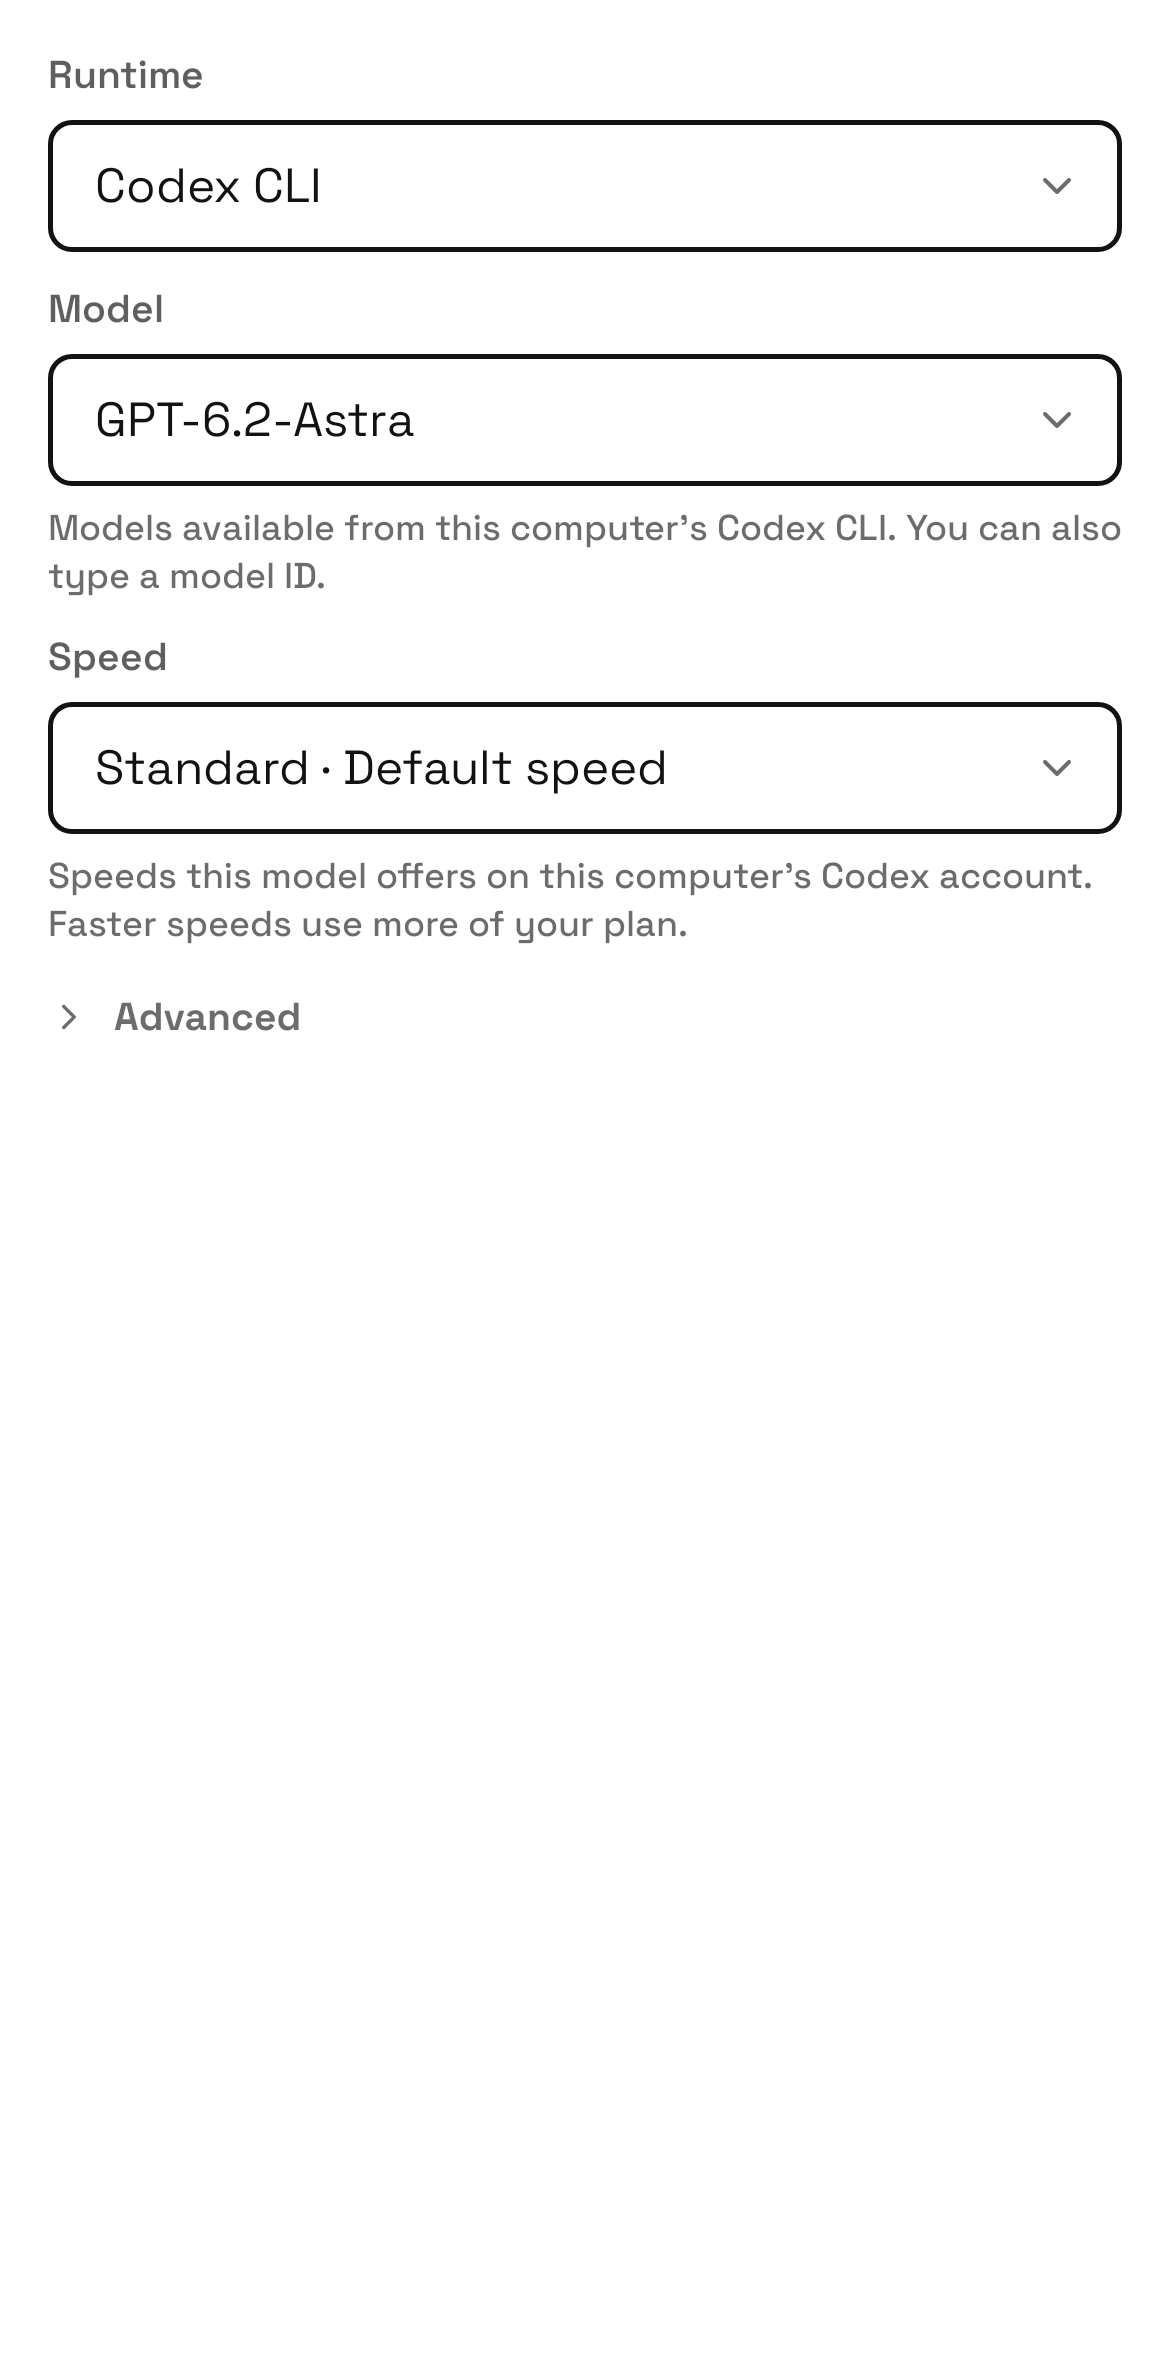 Runtime
Codex CLI
Model
GPT-6.2-Astra
Models available from this computer’s Codex CLI. You can also
type a model ID.
Speed
Standard · Default speed
Speeds this model offers on this computer’s Codex account.
Faster speeds use more of your plan.
Advanced